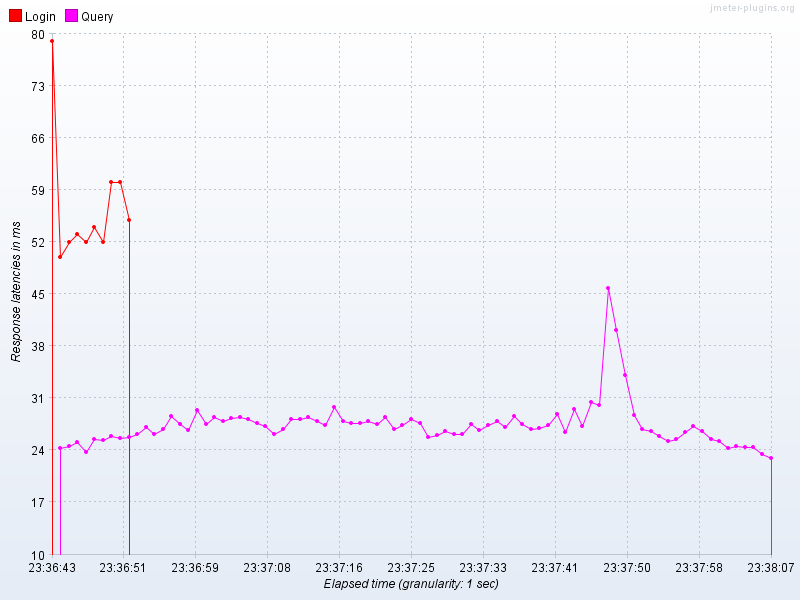 jmeter-plugins.org
Login Query
80
73
66
59
52
45
38
31
24
17
10
Response latencies in ms
23:36:43 23:36:51 23:36:59 23:37:08 23:37:16 23:37:25 23:37:33 23:37:41 23:37:50 23:37:58 23:38:07
Elapsed time (granularity: 1 sec)